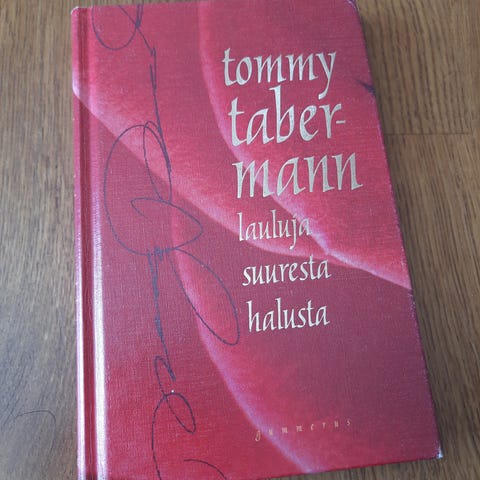 tommy
taber-
mann
lauluja
suuresta
halusta
gummerus